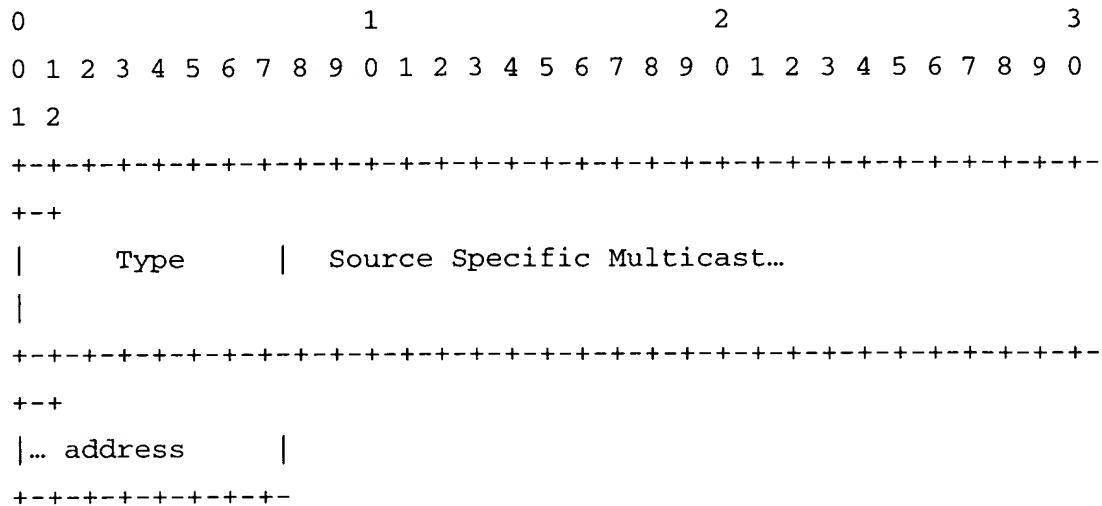 0                   1                   2                   3
0 1 2 3 4 5 6 7 8 9 0 1 2 3 4 5 6 7 8 9 0 1 2 3 4 5 6 7 8 9 0
1 2
+-+-+-+-+-+-+-+-+-+-+-+-+-+-+-+-+-+-+-+-+-+-+-+-+-+-+-+-+-+-+-
+-+
|     Type     |  Source Specific Multicast…
|
+-+-+-+-+-+-+-+-+-+-+-+-+-+-+-+-+-+-+-+-+-+-+-+-+-+-+-+-+-+-+-
+-+
|… address     |
+-+-+-+-+-+-+-+-